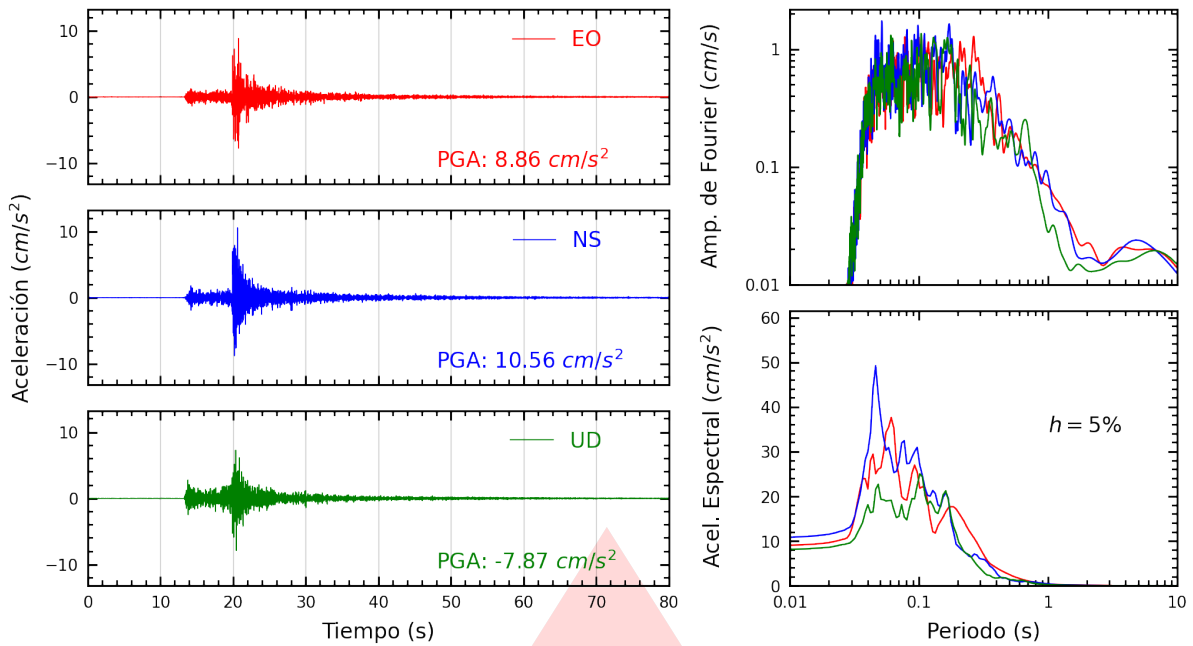 Aceleración (cm/s²)
10
0
−10
EO
PGA: 8.86 cm/s²
10
0
−10
NS
PGA: 10.56 cm/s²
10
0
−10
UD
PGA: -7.87 cm/s²
0 10 20 30 40 50 60 70 80
Tiempo (s)
Amp. de Fourier (cm/s)
1
0.1
0.01
Acel. Espectral (cm/s²)
60
50
40
30
20
10
0
h = 5%
0.01 0.1 1 10
Periodo (s)